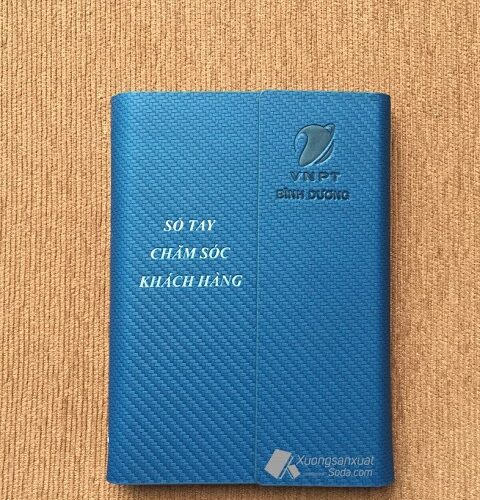 VNPT
BÌNH DƯƠNG
SỔ TAY
CHĂM SÓC
KHÁCH HÀNG
Xuongsanxuat
Soda.com